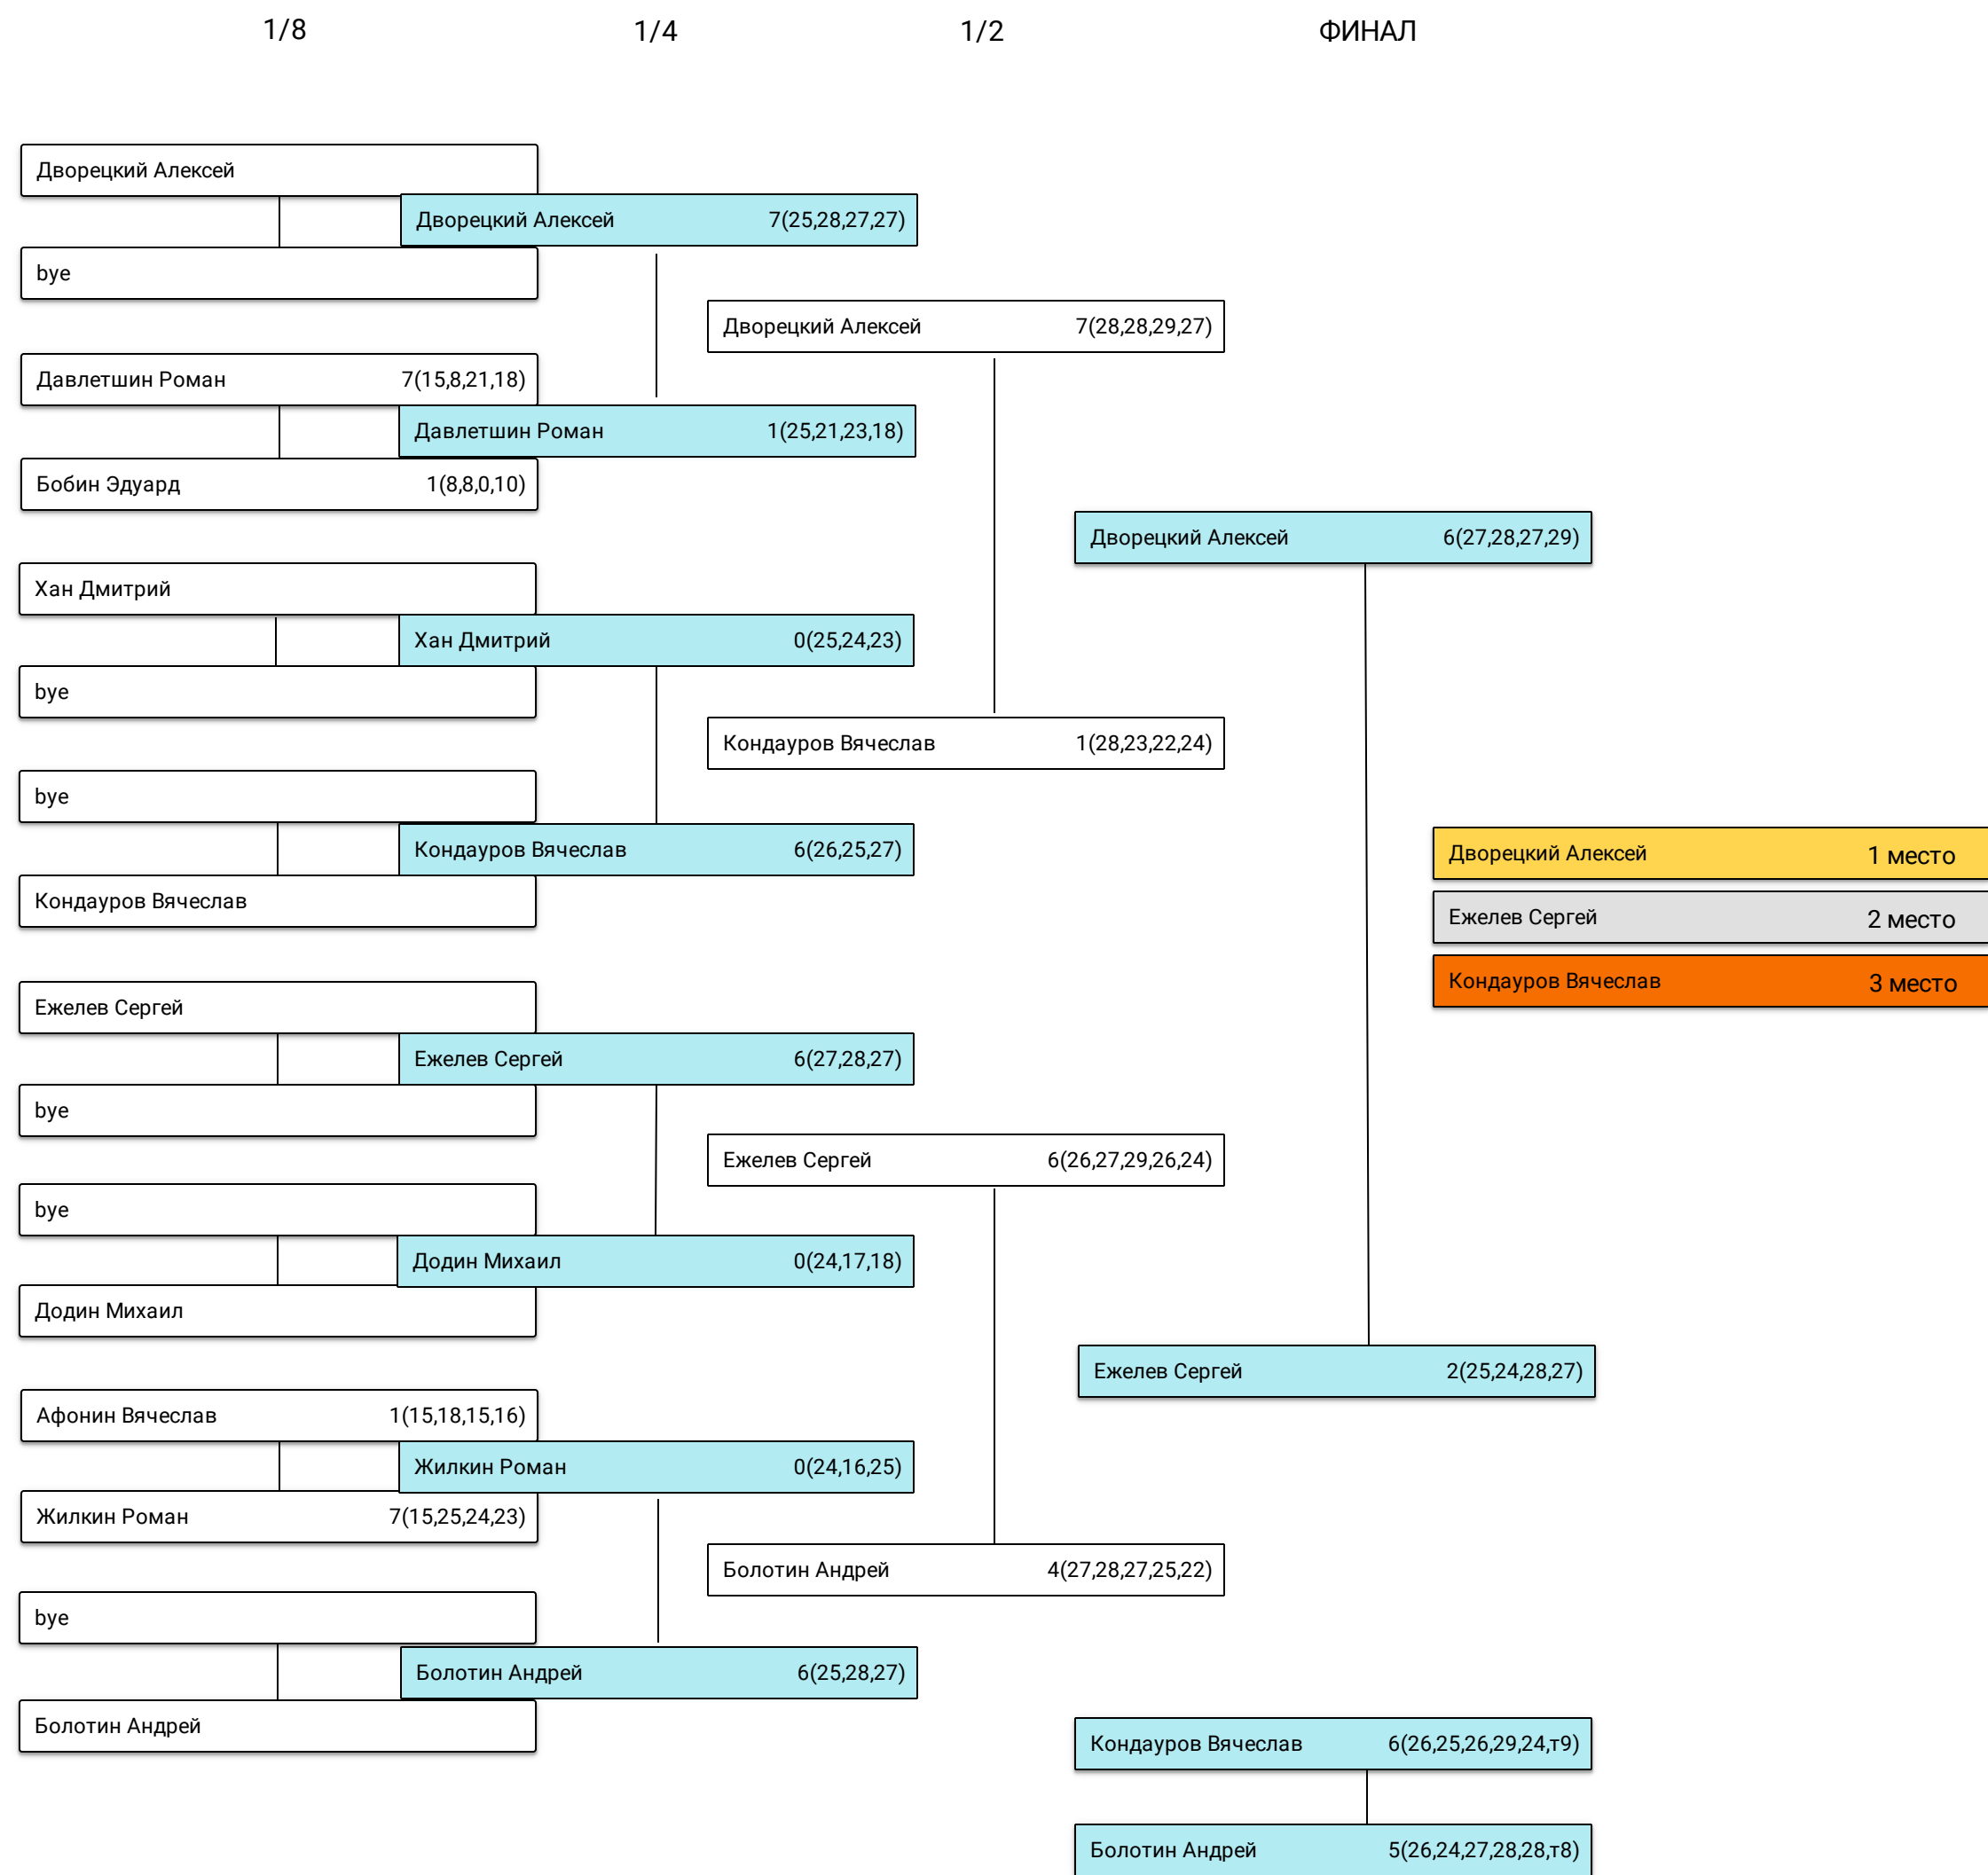 1/8 1/4 1/2 ФИНАЛ
Дворецкий Алексей
Дворецкий Алексей 7(25,28,27,27)
bye
Дворецкий Алексей 7(28,28,29,27)
Давлетшин Роман 7(15,8,21,18)
Давлетшин Роман 1(25,21,23,18)
Бобин Эдуард 1(8,8,0,10)
Дворецкий Алексей 6(27,28,27,29)
Хан Дмитрий
Хан Дмитрий 0(25,24,23)
bye
Кондауров Вячеслав 1(28,23,22,24)
bye
Кондауров Вячеслав 6(26,25,27)
Дворецкий Алексей 1 место
Кондауров Вячеслав
Ежелев Сергей 2 место
Кондауров Вячеслав 3 место
Ежелев Сергей
Ежелев Сергей 6(27,28,27)
bye
Ежелев Сергей 6(26,27,29,26,24)
bye
Додин Михаил 0(24,17,18)
Додин Михаил
Ежелев Сергей 2(25,24,28,27)
Афонин Вячеслав 1(15,18,15,16)
Жилкин Роман 0(24,16,25)
Жилкин Роман 7(15,25,24,23)
Болотин Андрей 4(27,28,27,25,22)
bye
Болотин Андрей 6(25,28,27)
Болотин Андрей
Кондауров Вячеслав 6(26,25,26,29,24,т9)
Болотин Андрей 5(26,24,27,28,28,т8)